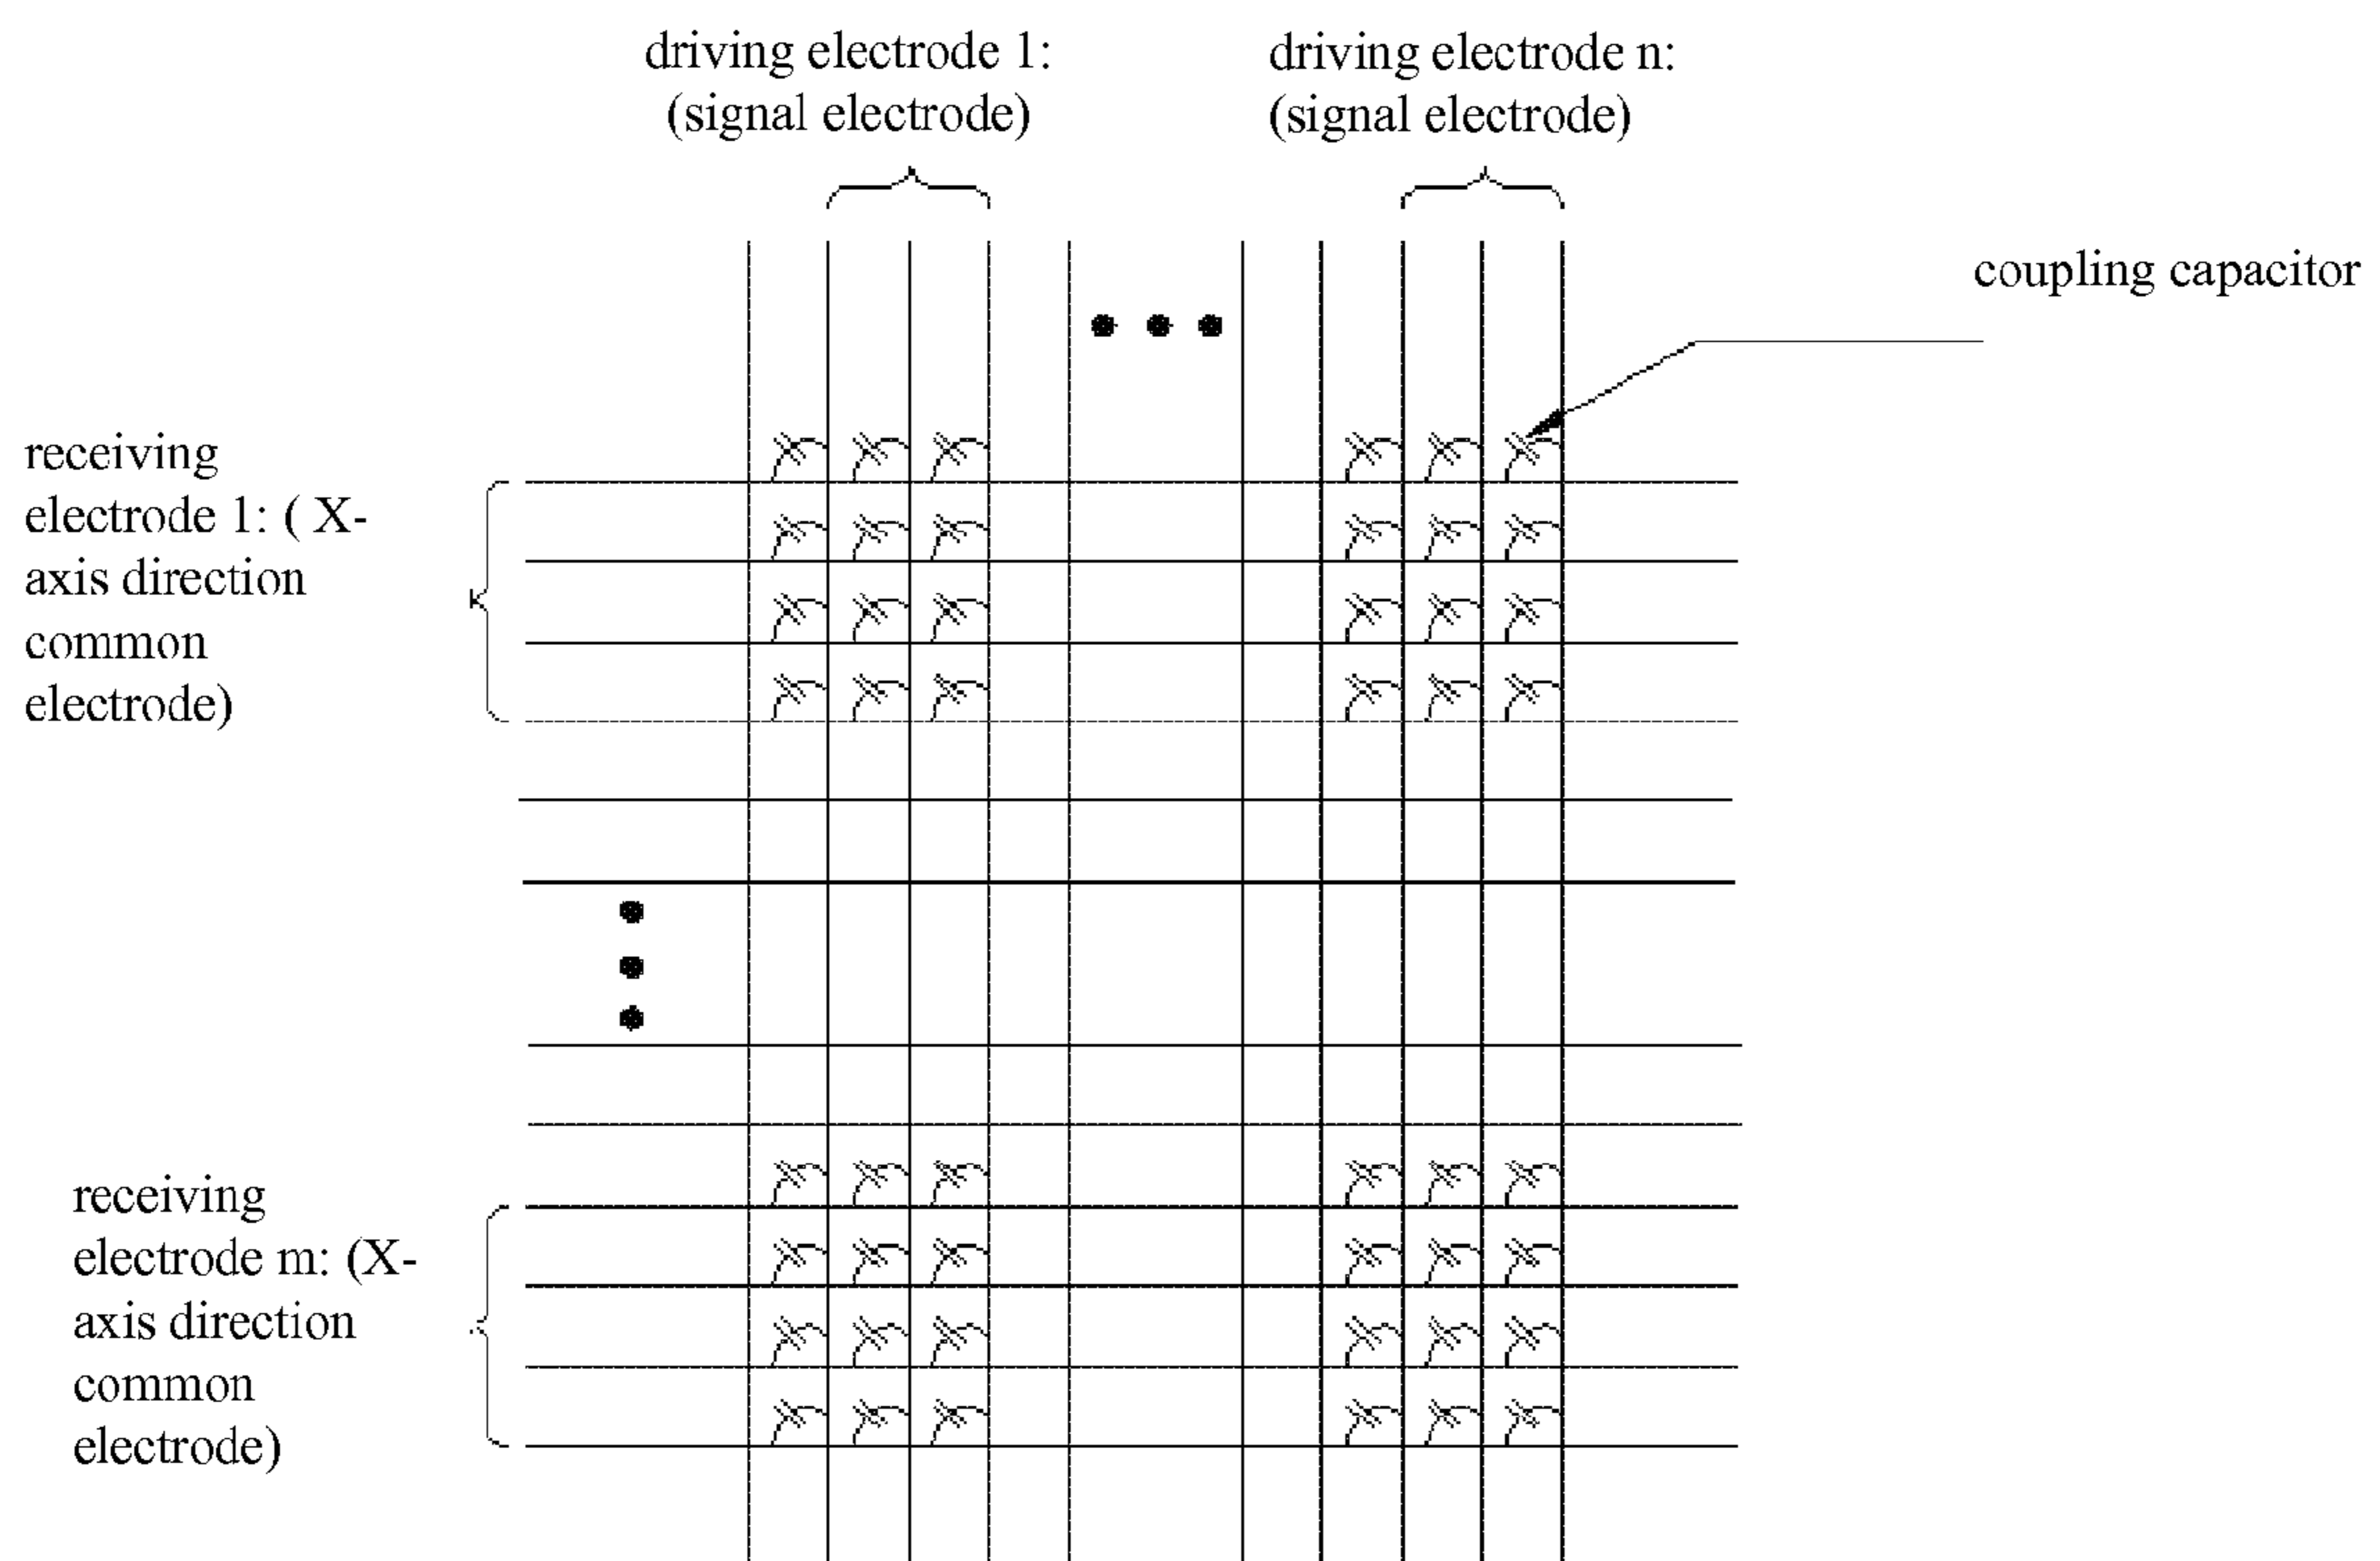 driving electrode 1:
(signal electrode)
driving electrode n:
(signal electrode)
coupling capacitor
receiving
electrode 1: ( X-
axis direction
common
electrode)
receiving
electrode m: (X-
axis direction
common
electrode)